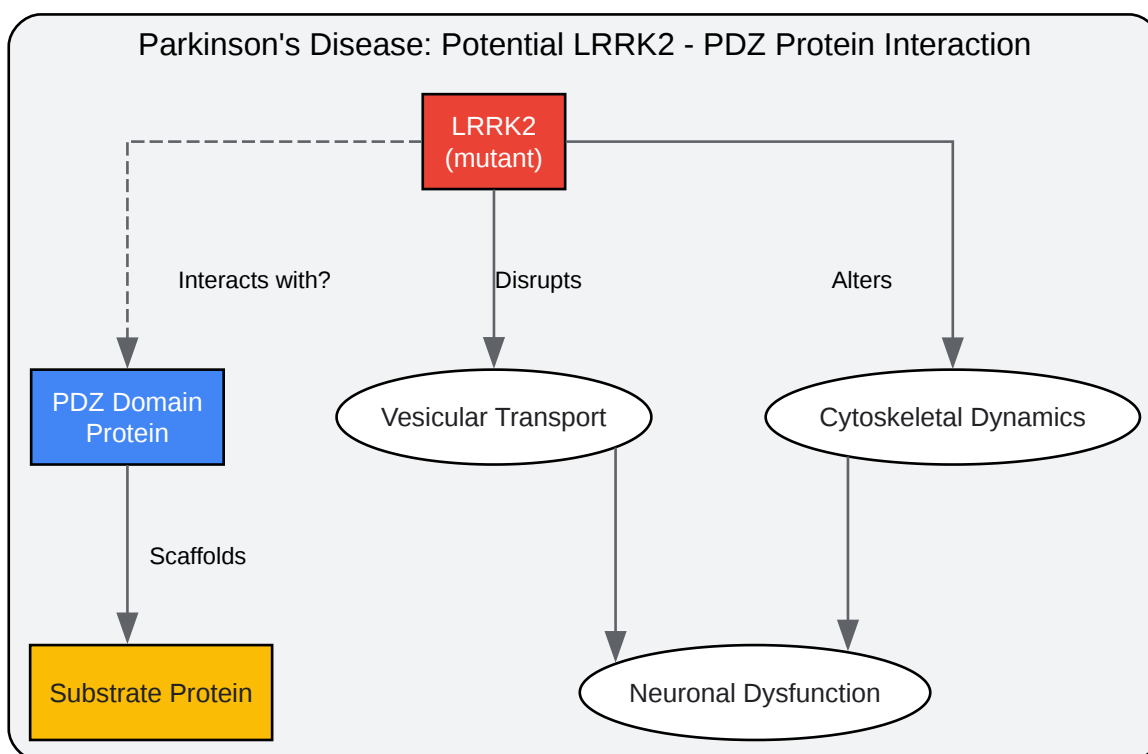 Parkinson's Disease: Potential LRRK2 - PDZ Protein Interaction
LRRK2
(mutant)
Interacts with?
Disrupts
Alters
PDZ Domain
Protein
Vesicular Transport
Cytoskeletal Dynamics
Scaffolds
Substrate Protein
Neuronal Dysfunction